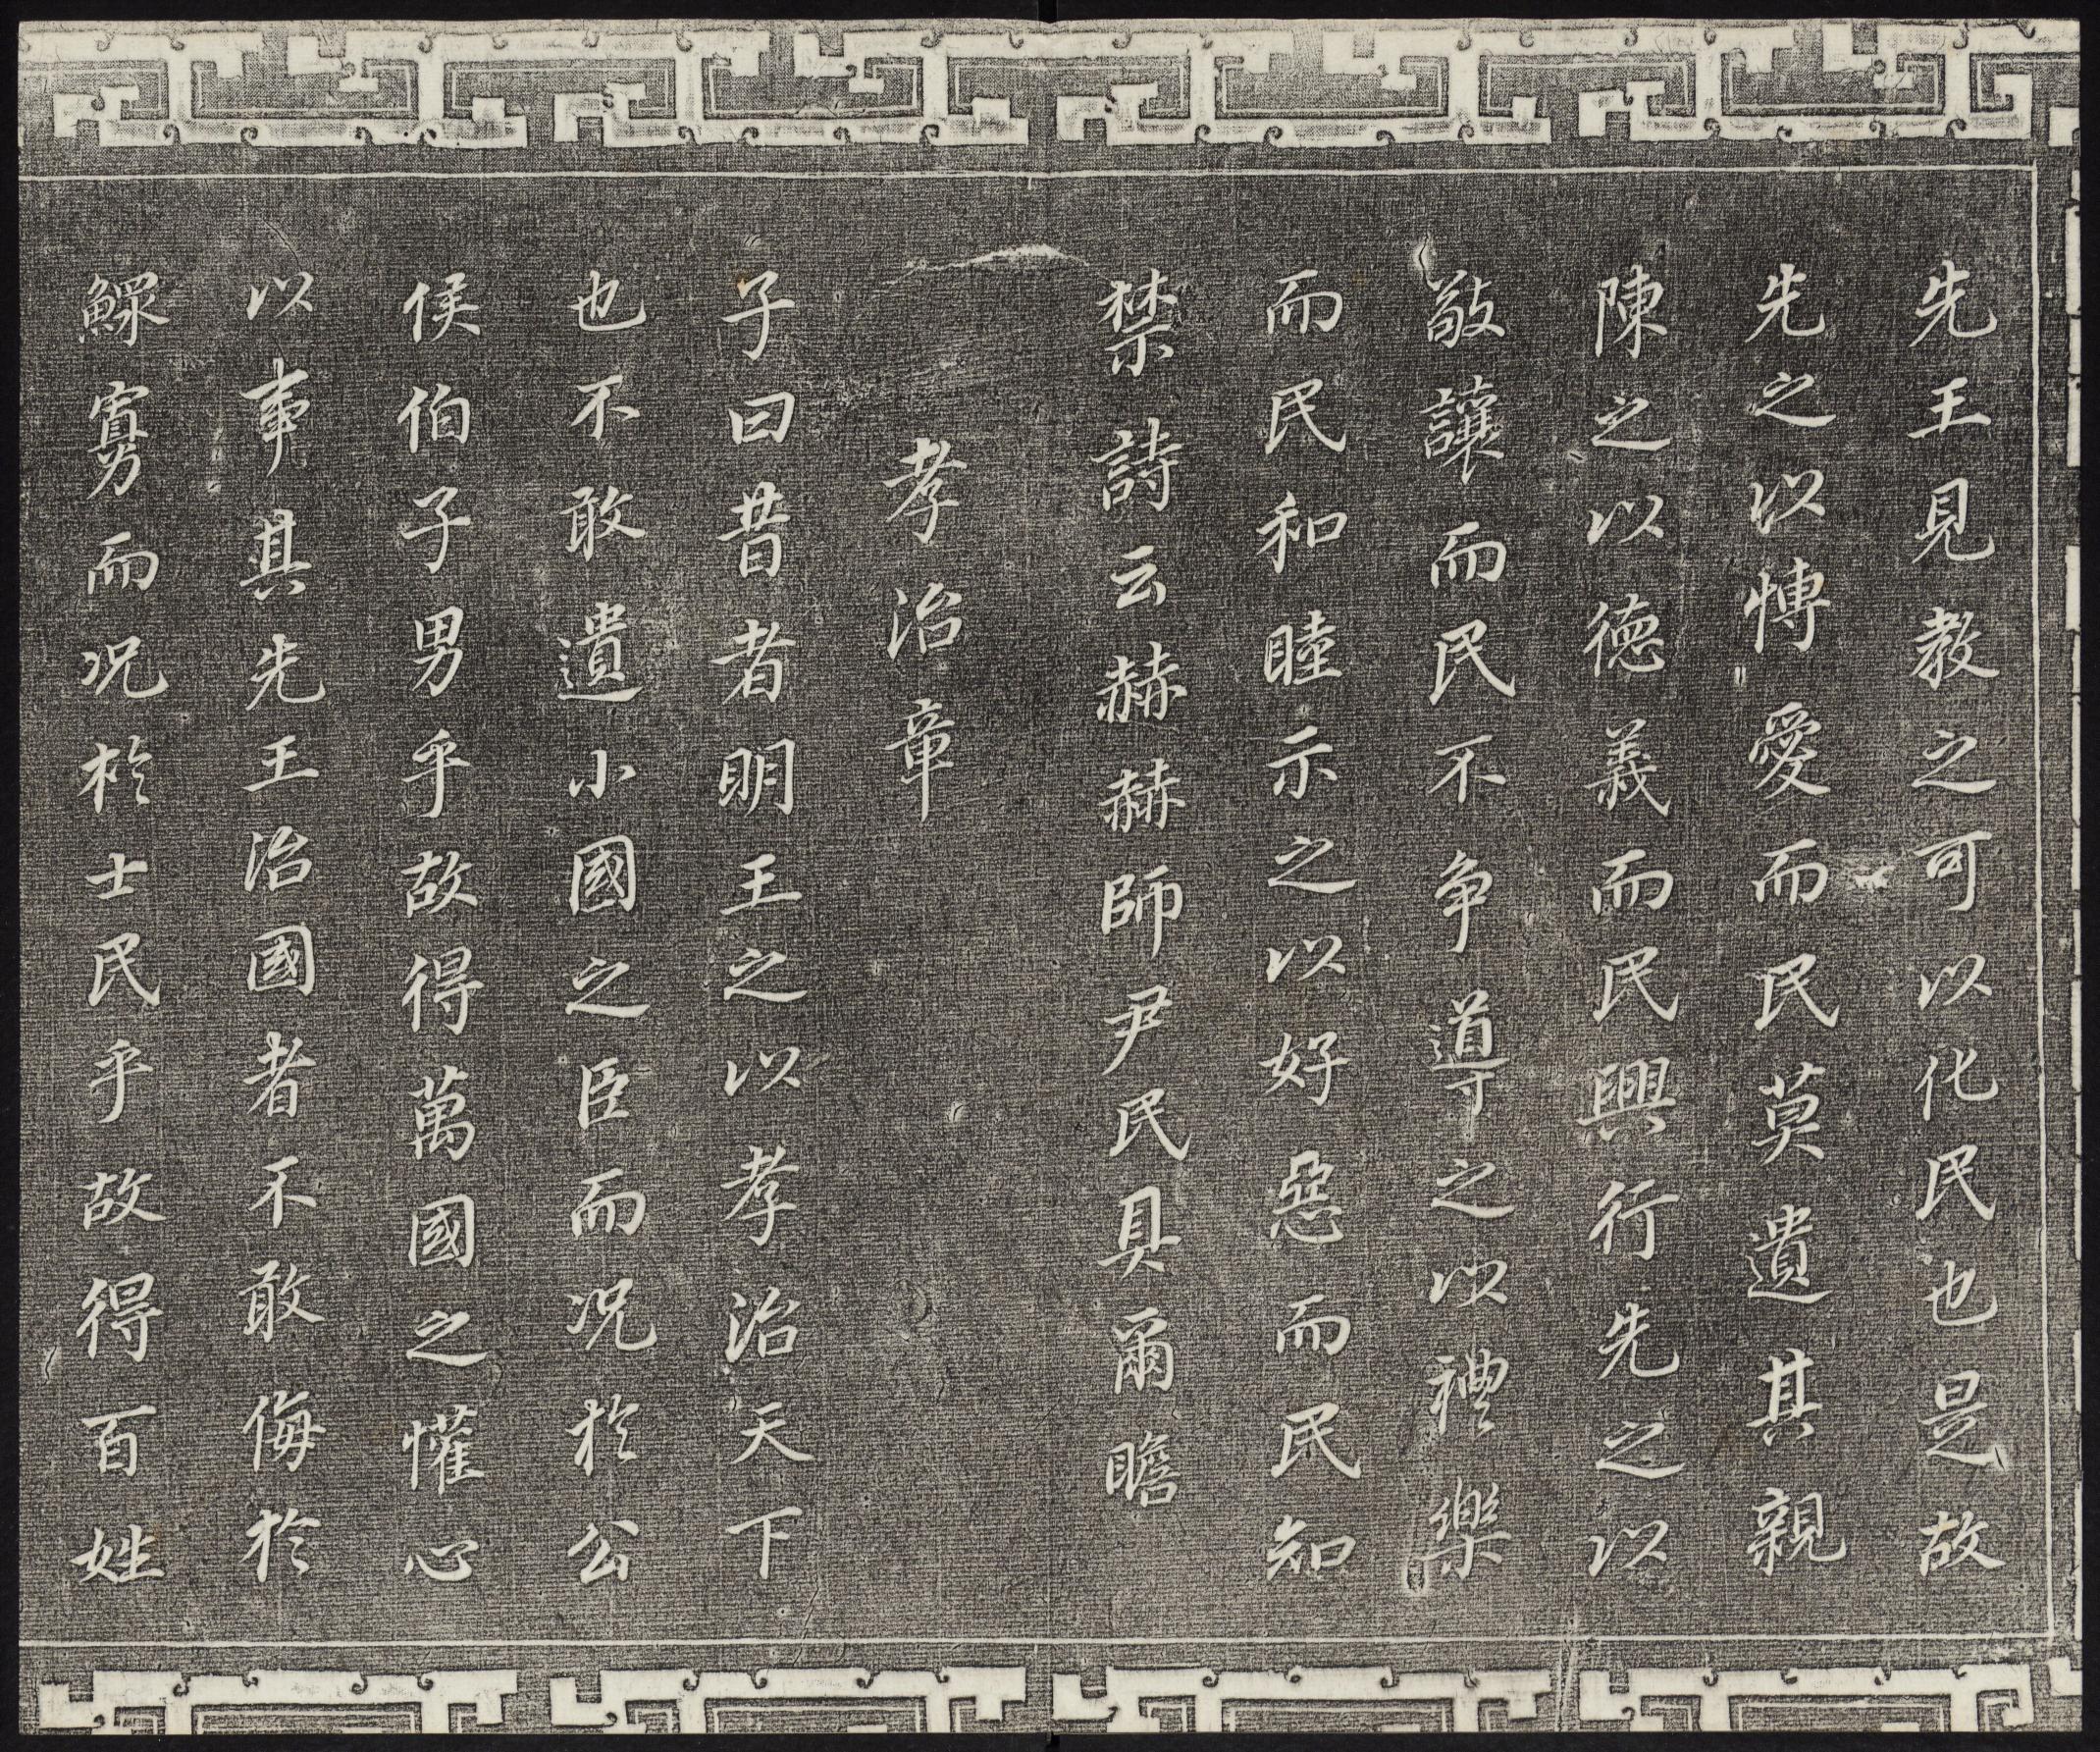 先王見教之可以化民也是故
先之以愽愛而民莫遺其親
陳之以德義而民興行先之以
敬讓而民不争導之以禮樂
而民和睦示之以好惡而民知
禁詩云赫赫師尹民具爾瞻
孝治章
子曰昔者明王之以孝治天下
也不敢遺小國之臣而况於公
侯伯子男乎故得萬國之懽心
以事其先王治國者不敢侮於
鰥寡而况於士民乎故得百姓